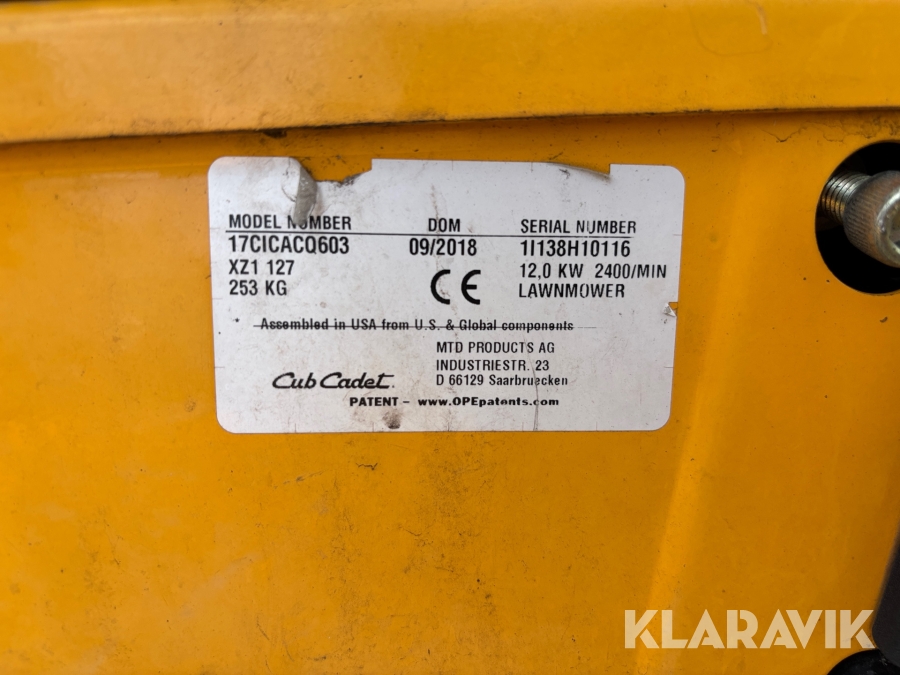 MODEL NUMBER DOM SERIAL NUMBER
17CICACQ603 09/2018 1I138H10116
XZ1 127 CE 12,0 KW 2400/MIN
253 KG LAWNMOWER
Assembled in USA from U.S. & Global components
MTD PRODUCTS AG
INDUSTRIESTR. 23
Cub Cadet. D 66129 Saarbruecken
PATENT - www.OPEpatents.com
KLARAVIK